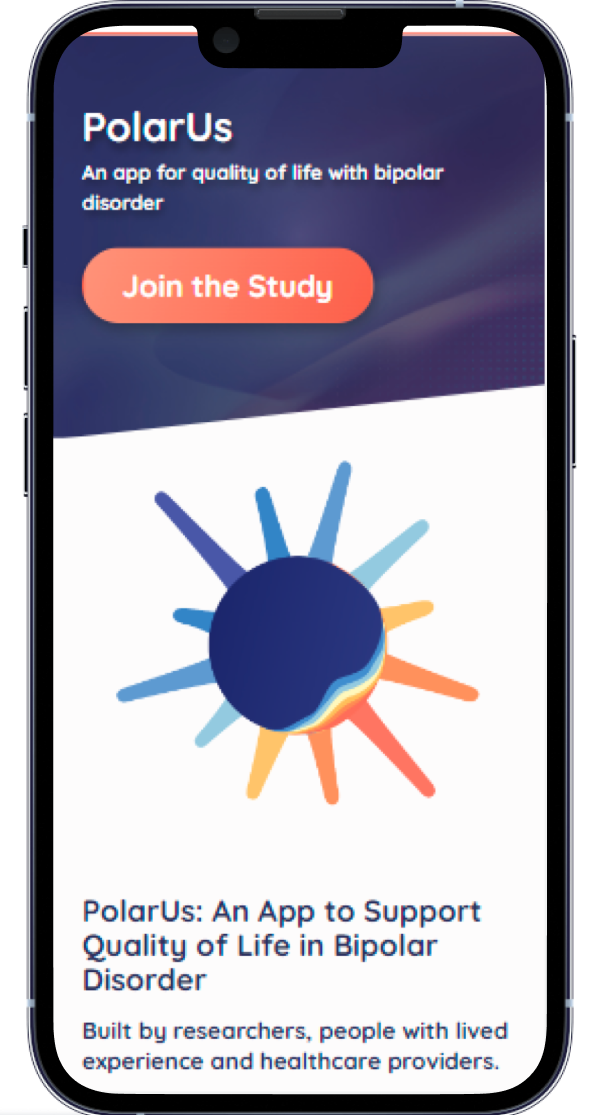 PolarUs
An app for quality of life with bipolar
disorder
Join the Study
PolarUs: An App to Support
Quality of Life in Bipolar
Disorder
Built by researchers, people with lived
experience and healthcare providers.